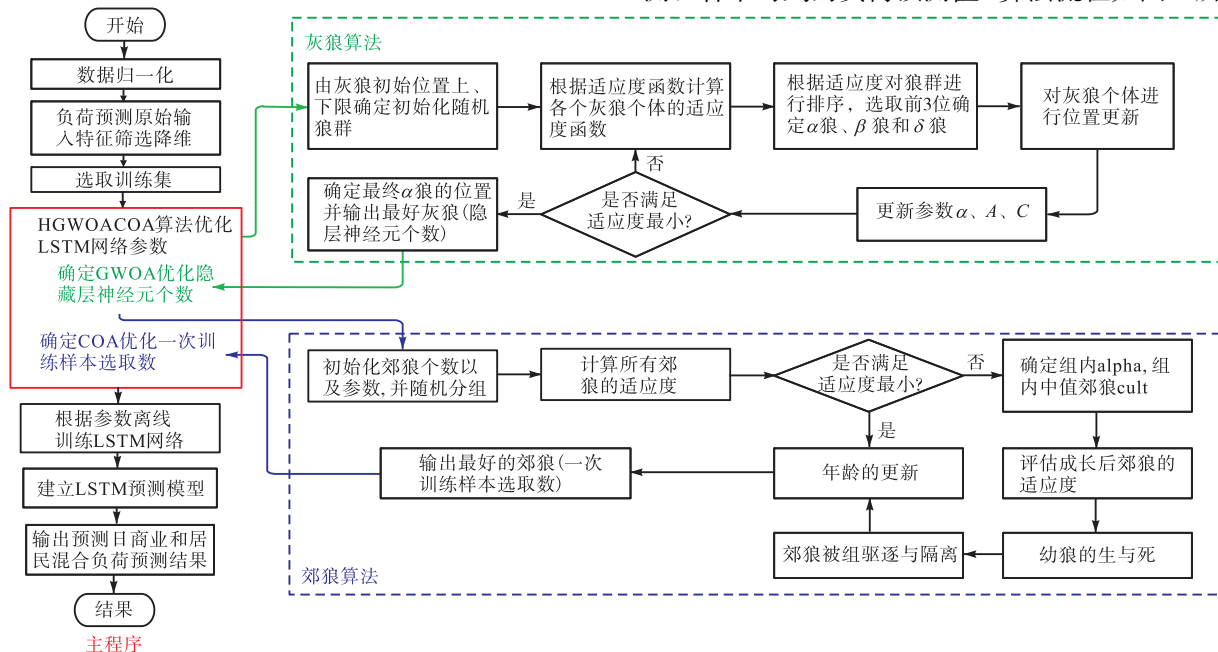 开始
数据归一化
负荷预测原始输
入特征筛选降维
选取训练集
HGWOACOA算法优化
LSTM网络参数
确定GWOA优化隐
藏层神经元个数
确定COA优化一次训
练样本选取数
根据参数离线
训练LSTM网络
建立LSTM预测模型
输出预测日商业和居
民混合负荷预测结果
结果
主程序
灰狼算法
由灰狼初始位置上、
下限确定初始化随机
狼群
根据适应度函数计算
各个灰狼个体的适应
度函数
根据适应度对狼群进
行排序，选取前3位确
定α狼、β狼和δ狼
对灰狼个体进
行位置更新
更新参数α、A、C
是否满足
适应度最小?
否
是
确定最终α狼的位置
并输出最好灰狼(隐
层神经元个数)
初始化郊狼个数以
及参数,并随机分组
计算所有郊
狼的适应度
是否满足
适应度最小?
否
是
确定组内alpha,组
内中值郊狼cult
评估成长后郊狼的
适应度
幼狼的生与死
郊狼被组驱逐与隔离
年龄的更新
输出最好的郊狼(一次
训练样本选取数)
郊狼算法